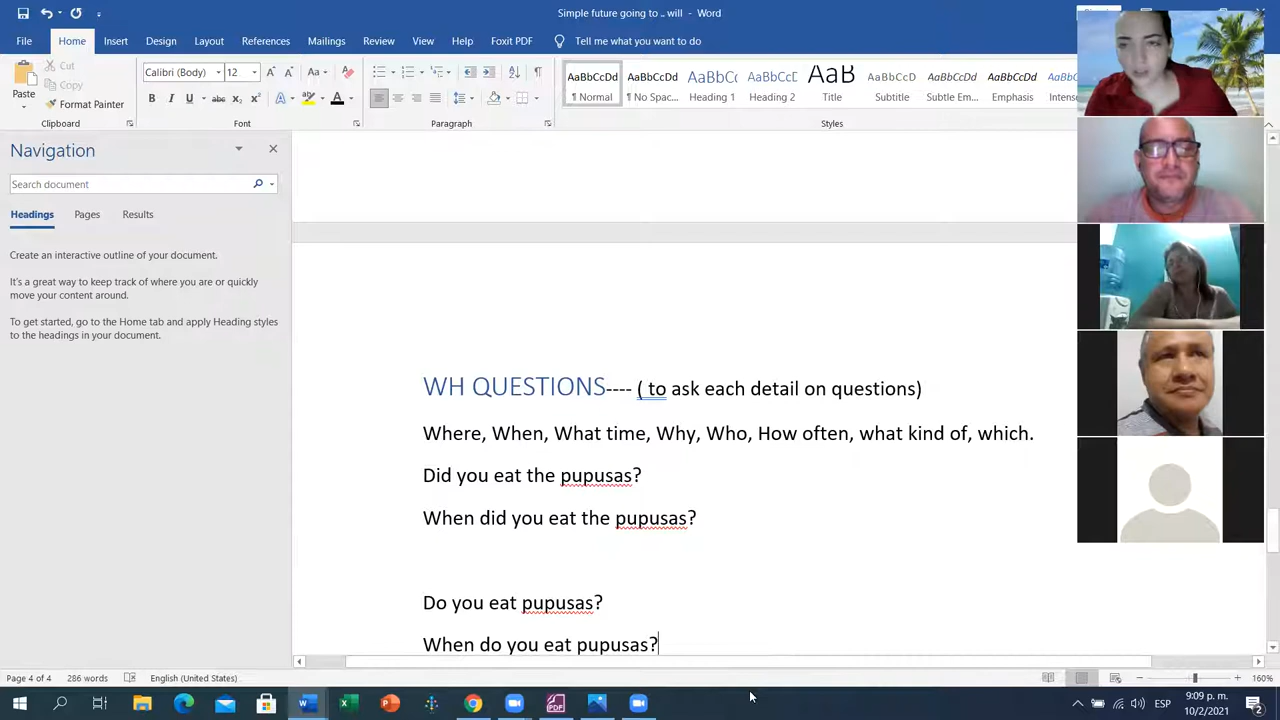 Simple future going to .. will - Word
File Home Insert Design Layout References Mailings Review View Help Foxit PDF Tell me what you want to do
Paste
Cut
Copy
Format Painter
Clipboard
Calibri (Body) 12
Font
Paragraph
AaBbCcDd AaBbCcDd AaBbCc AaBbCcD AaB AaBbCcD AaBbCcDd AaBbCcDd
¶ Normal ¶ No Spac... Heading 1 Heading 2 Title Subtitle Subtle Em... Emphasis
Styles
Navigation
Search document
Headings Pages Results
Create an interactive outline of your document.
It's a great way to keep track of where you are or quickly
move your content around.
To get started, go to the Home tab and apply Heading styles
to the headings in your document.
WH QUESTIONS---- ( to ask each detail on questions)
Where, When, What time, Why, Who, How often, what kind of, which.
Did you eat the pupusas?
When did you eat the pupusas?
Do you eat pupusas?
When do you eat pupusas?
Page 4 of 4 286 words English (United States) 160%
ESP 9:09 p. m.
10/2/2021 2